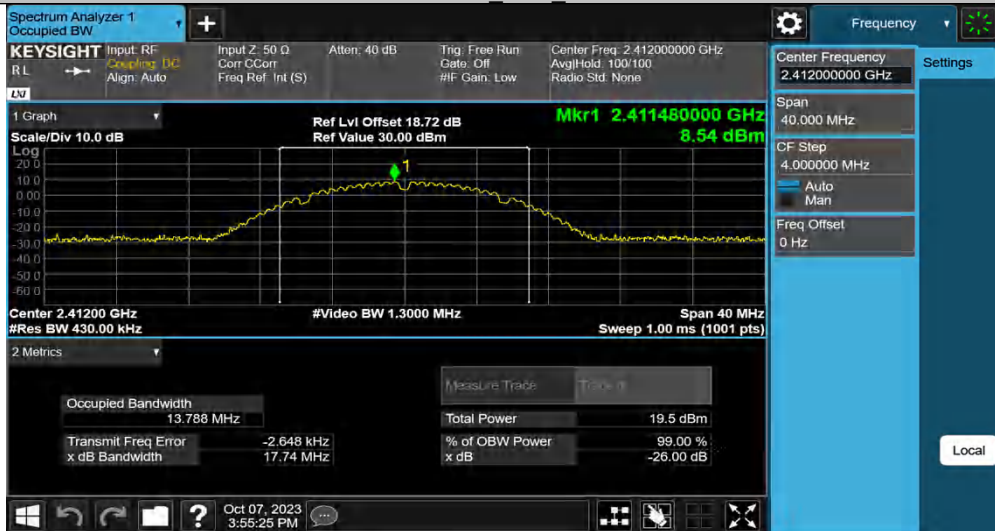 Spectrum Analyzer 1
Occupied BW
+
Frequency
KEYSIGHT
RL
LXI
Input: RF
Coupling: DC
Align: Auto
Input Z: 50 Ω
Corr CCorr
Freq Ref: Int (S)
Atten: 40 dB
Trig: Free Run
Gate: Off
#IF Gain: Low
Center Freq: 2.412000000 GHz
Avg|Hold: 100/100
Radio Std: None
Center Frequency
2.412000000 GHz
Settings
Span
40.000 MHz
CF Step
4.000000 MHz
Auto
Man
Freq Offset
0 Hz
1 Graph
Scale/Div 10.0 dB
Ref Lvl Offset 18.72 dB
Ref Value 30.00 dBm
Mkr1 2.411480000 GHz
8.54 dBm
Log
20.0
10.0
0.00
-10.0
-20.0
-30.0
-40.0
-50.0
-60.0
1
Center 2.41200 GHz
#Res BW 430.00 kHz
#Video BW 1.3000 MHz
Span 40 MHz
Sweep 1.00 ms (1001 pts)
2 Metrics
Measure Trace
Occupied Bandwidth
13.788 MHz
Total Power 19.5 dBm
Transmit Freq Error -2.648 kHz
% of OBW Power 99.00 %
x dB Bandwidth 17.74 MHz
x dB -26.00 dB
Local
?
Oct 07, 2023
3:55:25 PM